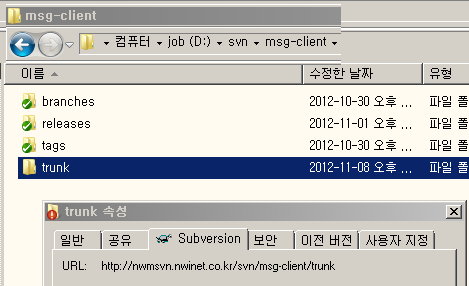 msg-client
컴퓨터 job (D:) svn msg-client
이름 수정한 날짜 유형
branches 2012-10-30 오후 ... 파일 폴
releases 2012-11-01 오후 ... 파일 폴
tags 2012-10-30 오후 ... 파일 폴
trunk 2012-11-08 오후 ... 파일 폴
trunk 속성
일반 공유 Subversion 보안 이전 버전 사용자 지정
URL: http://nwmsvn.nwinet.co.kr/svn/msg-client/trunk